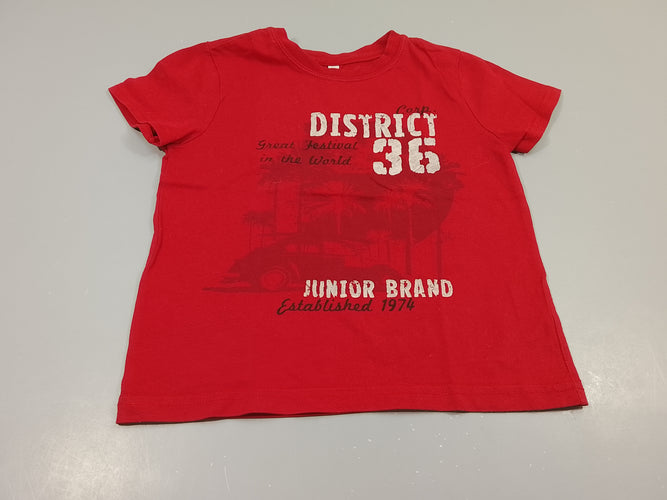 Corp.
DISTRICT
Great Festival
in the World
36
JUNIOR BRAND
Established 1974